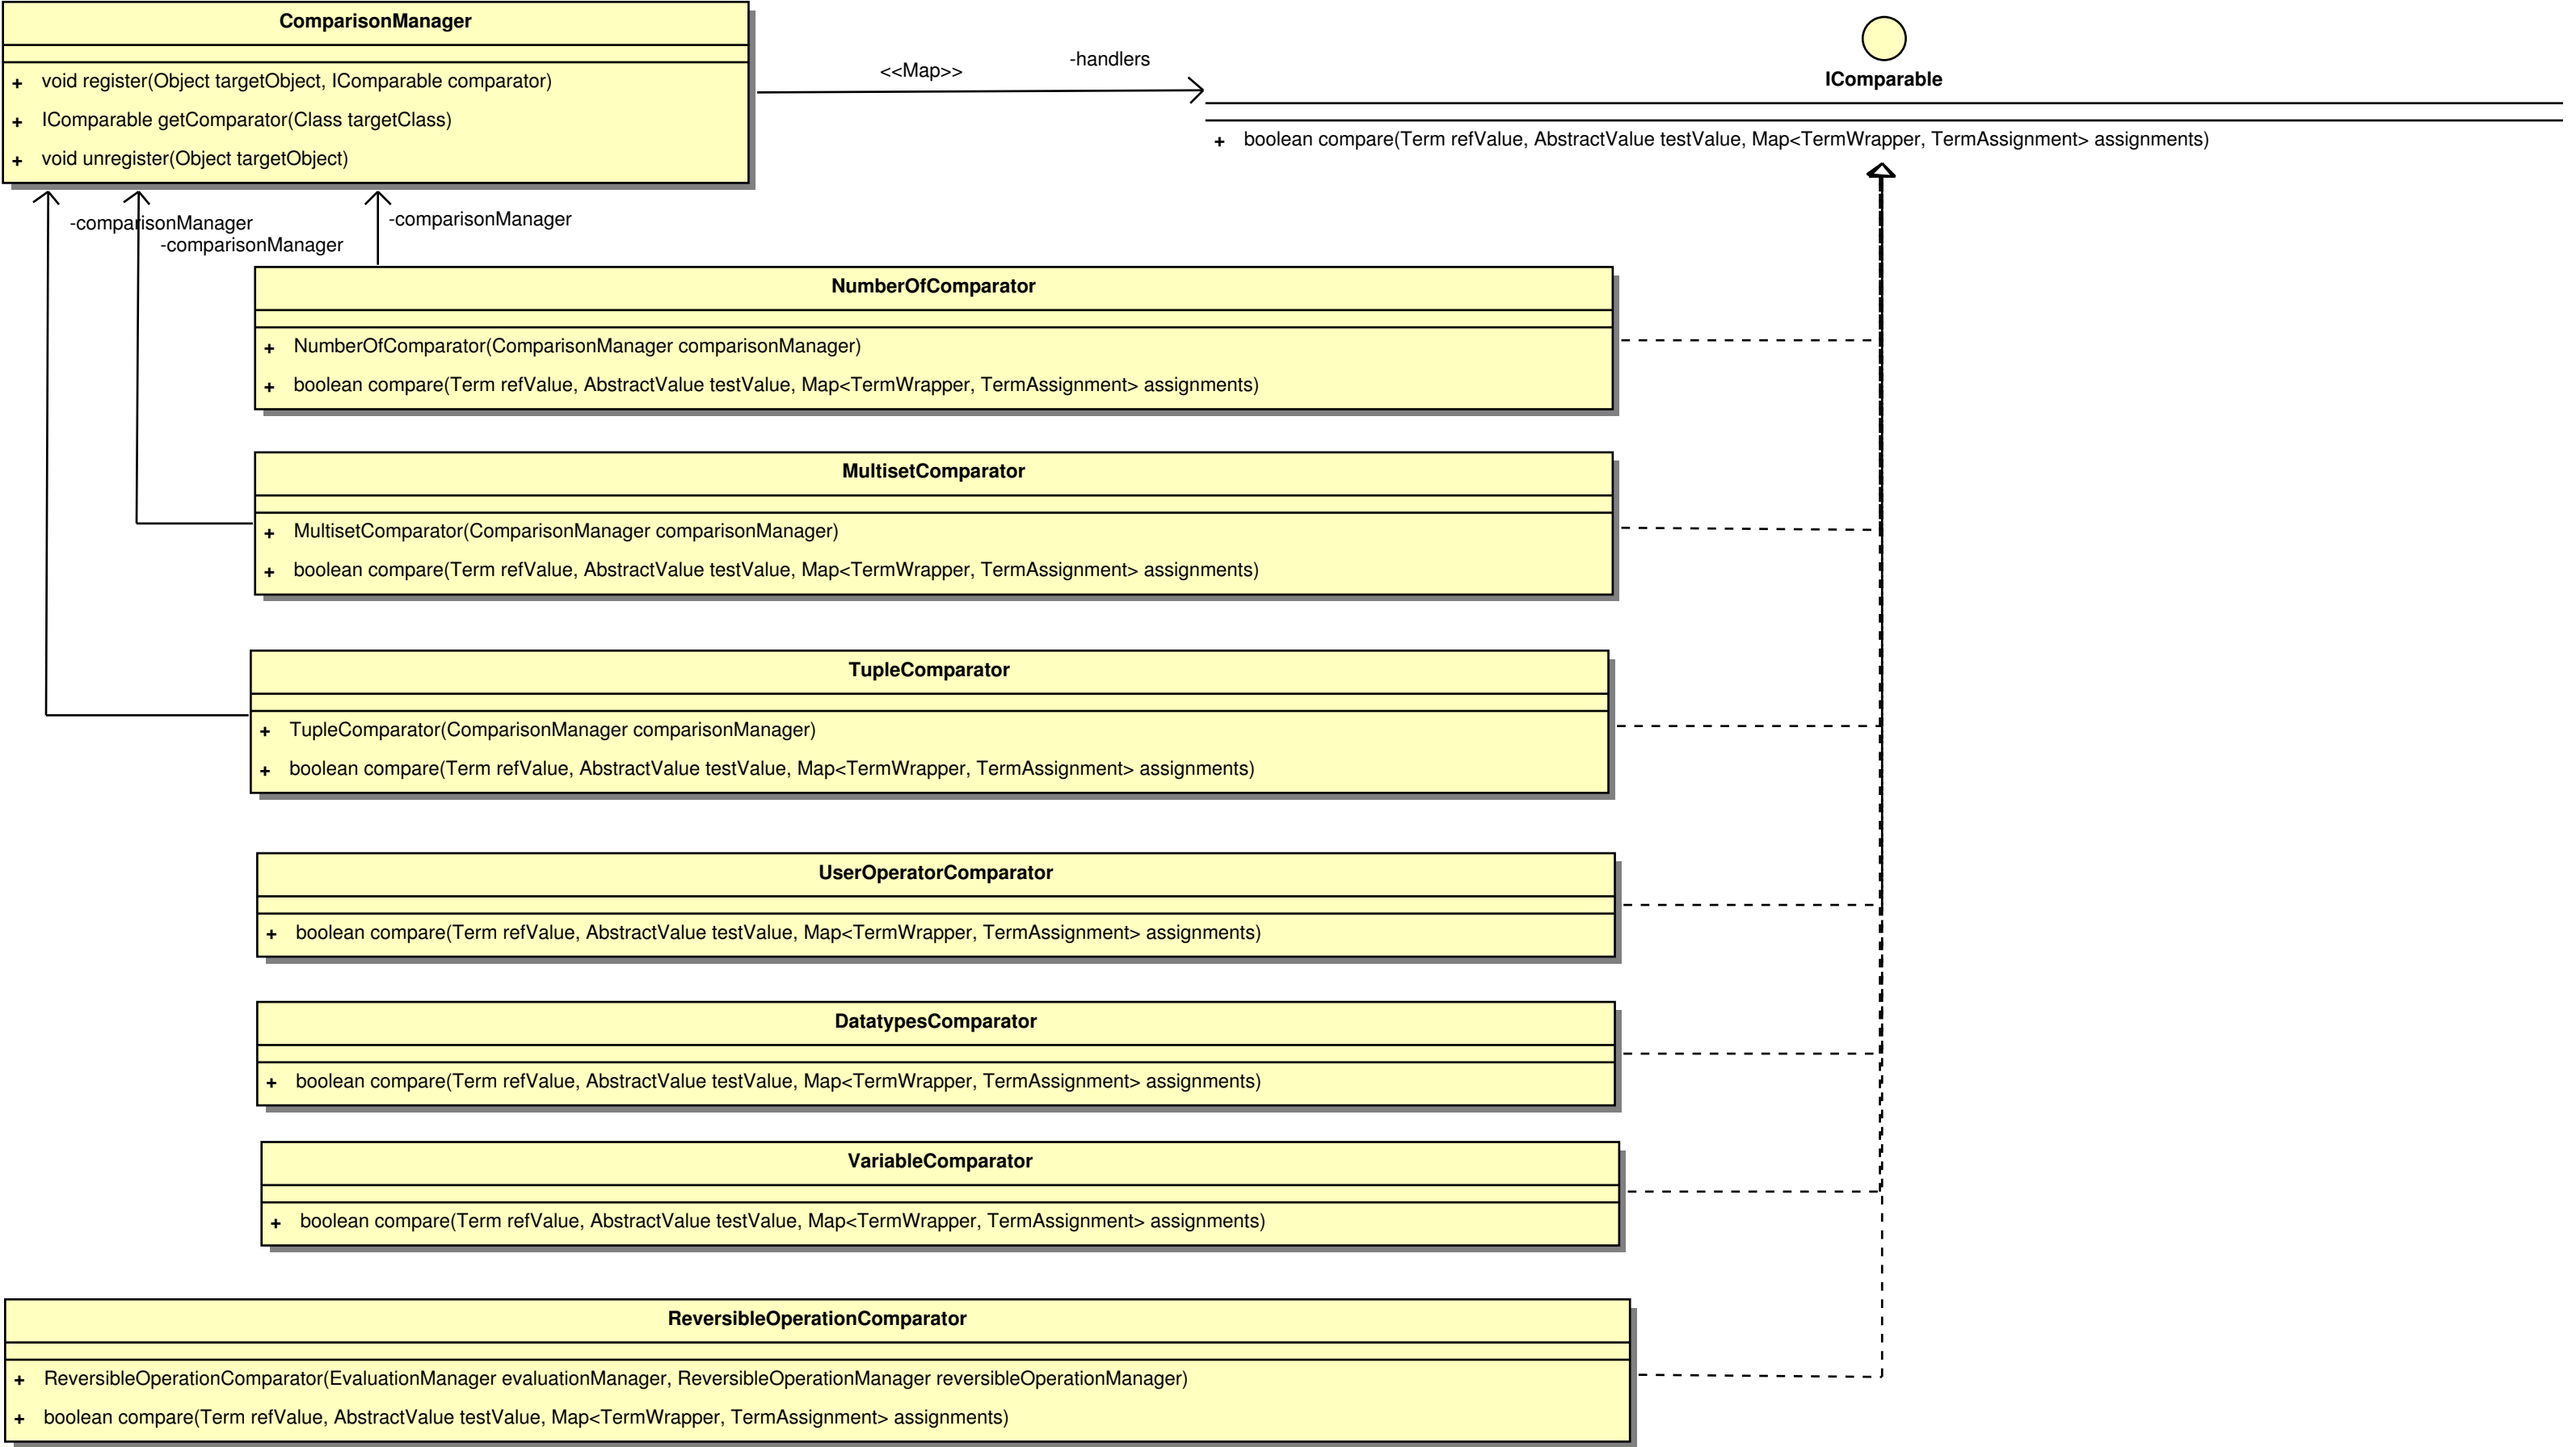 ComparisonManager
+ void register(Object targetObject, IComparable comparator)
+ IComparable getComparator(Class targetClass)
+ void unregister(Object targetObject)
<<Map>>
-handlers
IComparable
+ boolean compare(Term refValue, AbstractValue testValue, Map<TermWrapper, TermAssignment> assignments)
-comparisonManager
-comparisonManager
-comparisonManager
NumberOfComparator
+ NumberOfComparator(ComparisonManager comparisonManager)
+ boolean compare(Term refValue, AbstractValue testValue, Map<TermWrapper, TermAssignment> assignments)
MultisetComparator
+ MultisetComparator(ComparisonManager comparisonManager)
+ boolean compare(Term refValue, AbstractValue testValue, Map<TermWrapper, TermAssignment> assignments)
TupleComparator
+ TupleComparator(ComparisonManager comparisonManager)
+ boolean compare(Term refValue, AbstractValue testValue, Map<TermWrapper, TermAssignment> assignments)
UserOperatorComparator
+ boolean compare(Term refValue, AbstractValue testValue, Map<TermWrapper, TermAssignment> assignments)
DatatypesComparator
+ boolean compare(Term refValue, AbstractValue testValue, Map<TermWrapper, TermAssignment> assignments)
VariableComparator
+ boolean compare(Term refValue, AbstractValue testValue, Map<TermWrapper, TermAssignment> assignments)
ReversibleOperationComparator
+ ReversibleOperationComparator(EvaluationManager evaluationManager, ReversibleOperationManager reversibleOperationManager)
+ boolean compare(Term refValue, AbstractValue testValue, Map<TermWrapper, TermAssignment> assignments)